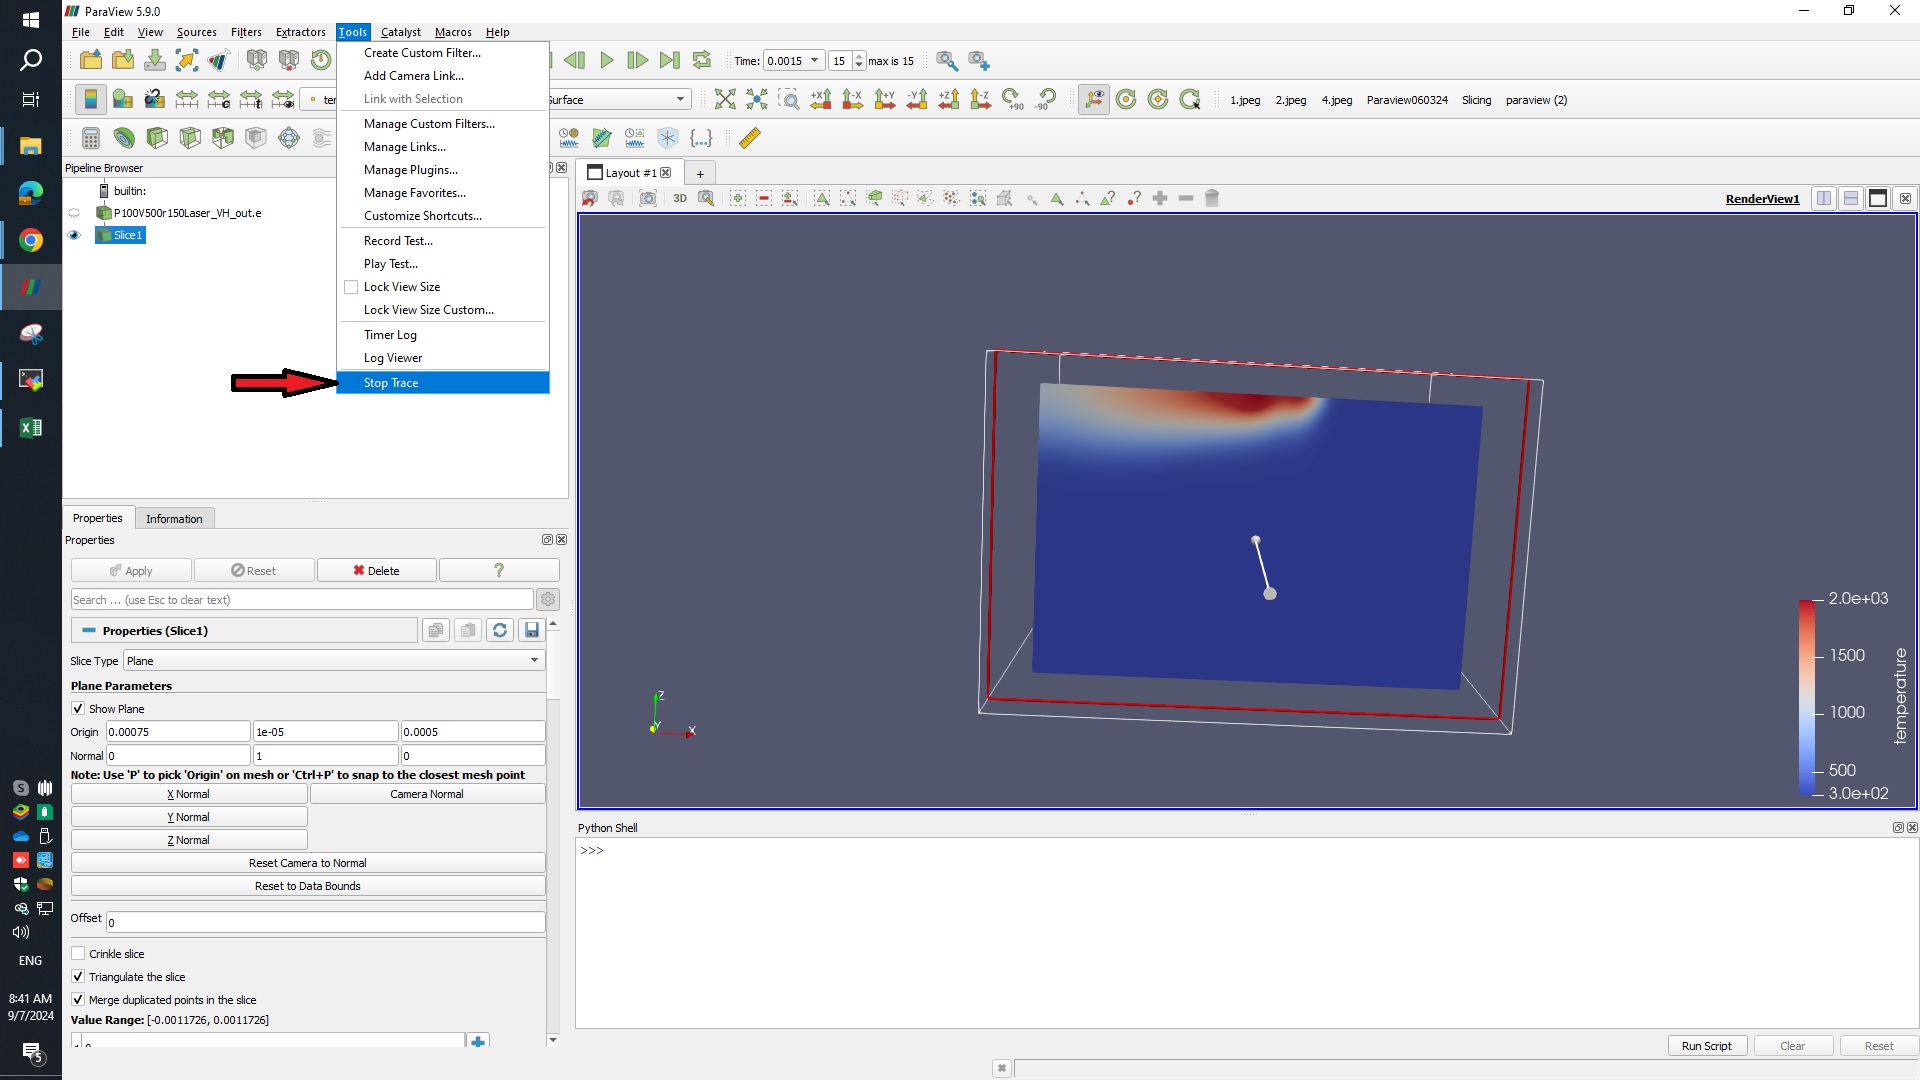 ParaView 5.9.0
File Edit View Sources Filters Extractors Tools Catalyst Macros Help
Time: 0.0015 15 max is 15
Surface
+90 -90
1.jpeg 2.jpeg 4.jpeg Paraview060324 Slicing paraview (2)
Create Custom Filter...
Add Camera Link...
Link with Selection
Manage Custom Filters...
Manage Links...
Manage Plugins...
Manage Favorites...
Customize Shortcuts...
Record Test...
Play Test...
Lock View Size
Lock View Size Custom...
Timer Log
Log Viewer
Stop Trace
Pipeline Browser
builtin:
P100V500r150Laser_VH_out.e
Slice1
Layout #1 +
3D
RenderView1
Properties Information
Properties
Apply Reset Delete ?
Search ... (use Esc to clear text)
Properties (Slice1)
Slice Type Plane
Plane Parameters
Show Plane
Origin 0.00075 1e-05 0.0005
Normal 0 1 0
Note: Use 'P' to pick 'Origin' on mesh or 'Ctrl+P' to snap to the closest mesh point
X Normal Camera Normal
Y Normal
Z Normal
Reset Camera to Normal
Reset to Data Bounds
Offset 0
Crinkle slice
Triangulate the slice
Merge duplicated points in the slice
Value Range: [-0.0011726, 0.0011726]
Z
Y
X
2.0e+03
1500
1000
500
3.0e+02
temperature
Python Shell
>>>
Run Script Clear Reset
ENG
8:41 AM
9/7/2024
5